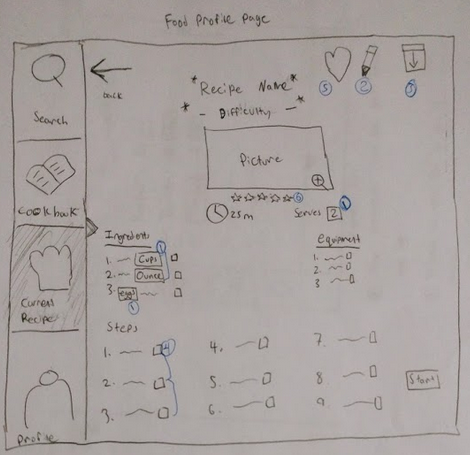 Food Profile Page
back
Search
Cookbook
Current
Recipes
Profile
*Recipe Name*
* - Difficulty - *
5
2
3
Picture
6
25m
Serves 2
1
Ingredients
1. Cups
2. Ounce
3. eggs
1
1
Equipment
1.
2.
3
Steps
1.
2.
3.
4
4.
5.
6.
7
8
9
Start